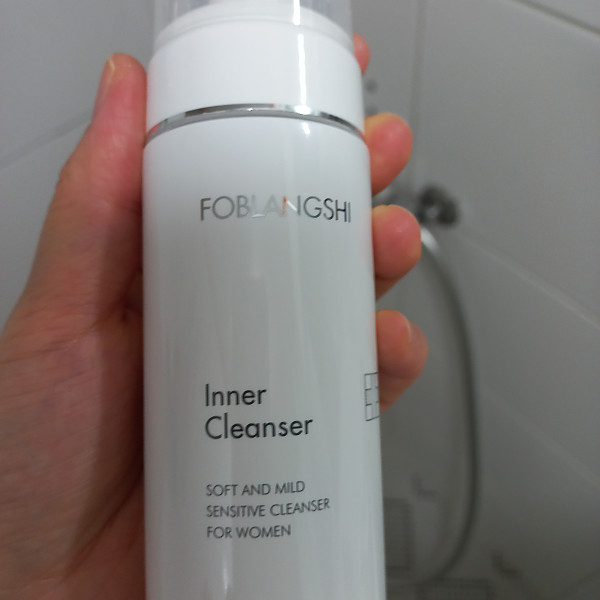 FOBLANGSHI
Inner
Cleanser
SOFT AND MILD
SENSITIVE CLEANSER
FOR WOMEN